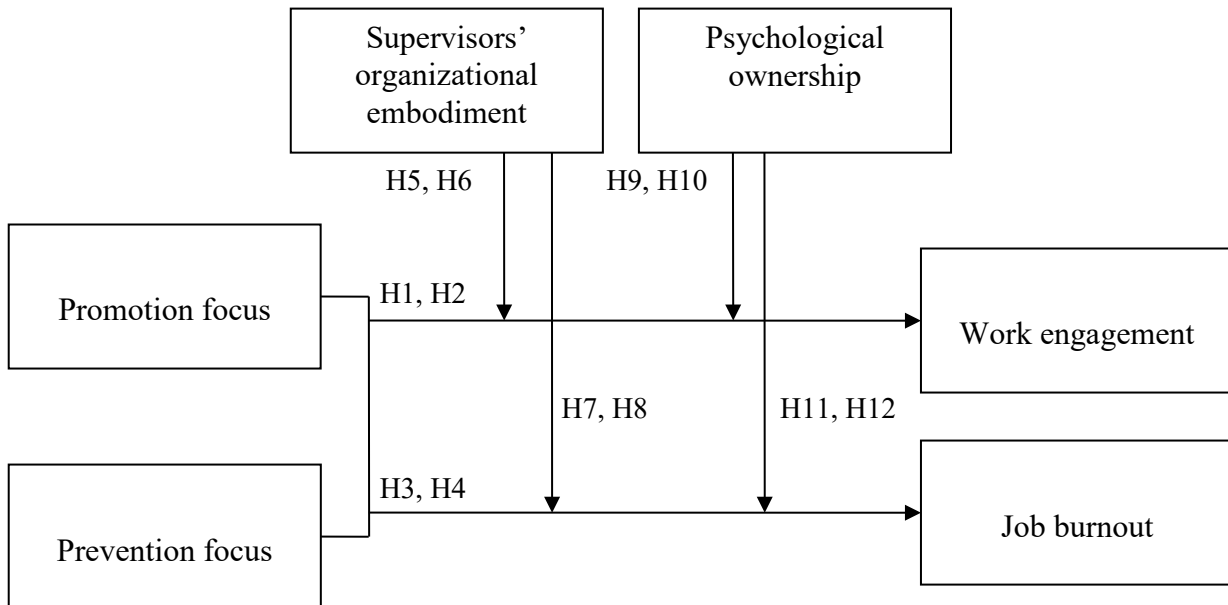 Supervisors’
organizational
embodiment
Psychological
ownership
H5, H6
H9, H10
Promotion focus
H1, H2
Work engagement
H7, H8
H11, H12
Prevention focus
H3, H4
Job burnout